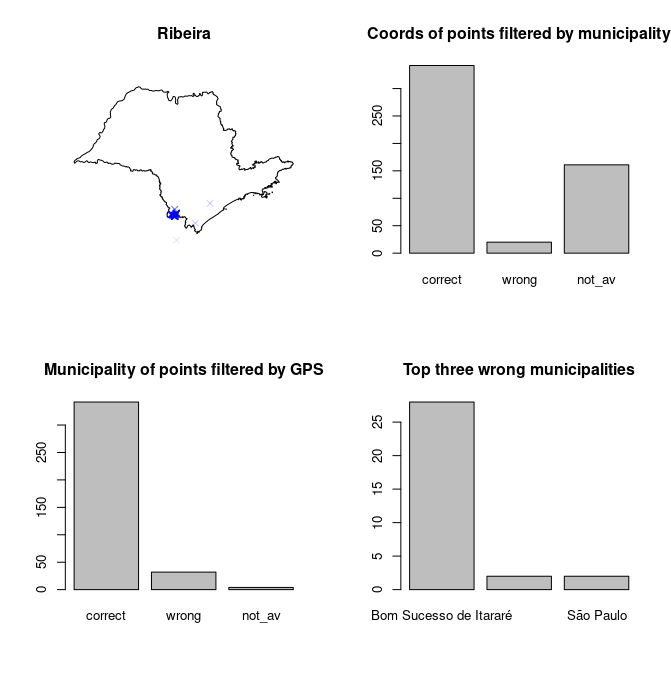 Ribeira
Coords of points filtered by municipality
0
50
150
250
correct
wrong
not_av
Municipality of points filtered by GPS
0
50
150
250
correct
wrong
not_av
Top three wrong municipalities
0
5
10
15
20
25
Bom Sucesso de Itararé
São Paulo